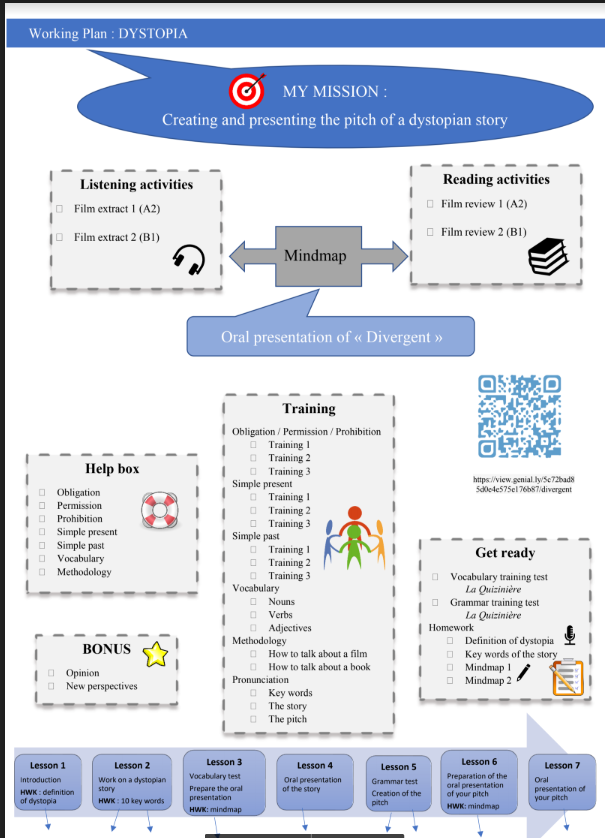 Working Plan : DYSTOPIA
MY MISSION :
Creating and presenting the pitch of a dystopian story
Listening activities
Film extract 1 (A2)
Film extract 2 (B1)
Reading activities
Film review 1 (A2)
Film review 2 (B1)
Mindmap
Oral presentation of « Divergent »
Training
Obligation / Permission / Prohibition
Training 1
Training 2
Training 3
Simple present
Training 1
Training 2
Training 3
Simple past
Training 1
Training 2
Training 3
Vocabulary
Nouns
Verbs
Adjectives
Methodology
How to talk about a film
How to talk about a book
Pronunciation
Key words
The story
The pitch
https://view.genial.ly/5c72bad8
5d0e4c575e176b87/divergent
Help box
Obligation
Permission
Prohibition
Simple present
Simple past
Vocabulary
Methodology
Get ready
Vocabulary training test
La Quizinière
Grammar training test
La Quizinière
Homework
Definition of dystopia
Key words of the story
Mindmap 1
Mindmap 2
BONUS
Opinion
New perspectives
Lesson 1
Introduction
HWK : definition
of dystopia
Lesson 2
Work on a dystopian
story
HWK : 10 key words
Lesson 3
Vocabulary test
Prepare the oral
presentation
HWK: mindmap
Lesson 4
Oral presentation
of the story
Lesson 5
Grammar test
Creation of the
pitch
Lesson 6
Preparation of the
oral presentation
of your pitch
HWK: mindmap
Lesson 7
Oral
presentation of
your pitch